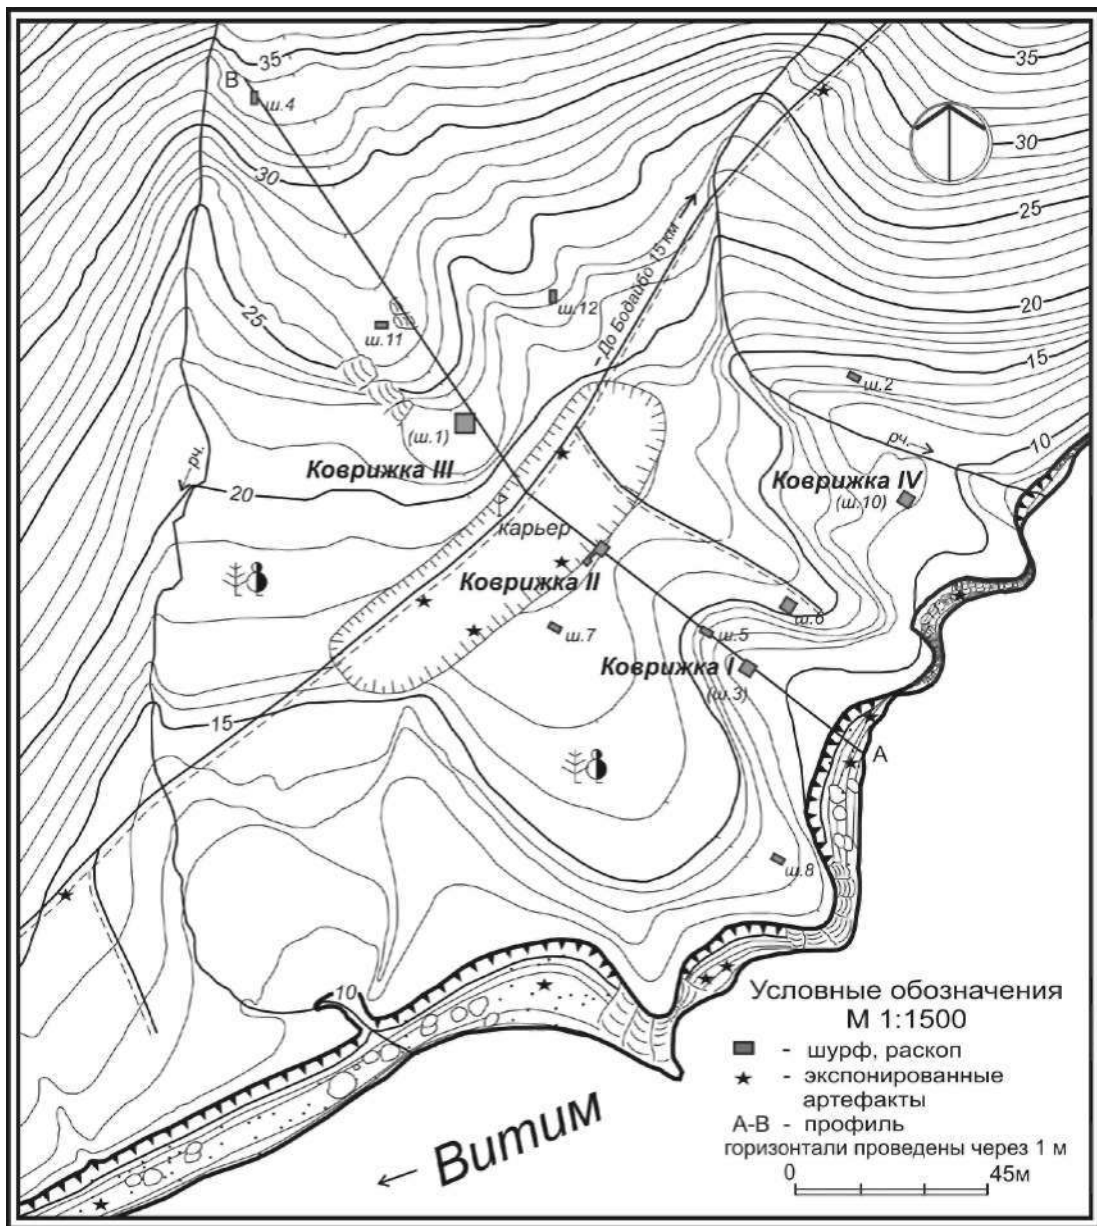 35
В
ш.4
35
30
30
25
До Бодайбо 15 км
25
ш.12
20
ш.11
15
ш.2
(ш.1)
рч.
10
рч.
Коврижка III
Коврижка IV
20
(ш.10)
карьер
Коврижка II
ш.6
ш.7
ш.5
Коврижка I
(ш.3)
15
А
ш.8
10
Условные обозначения
М 1:1500
- шурф, раскоп
- экспонированные
артефакты
А-В - профиль
горизонтали проведены через 1 м
0 45м
Витим